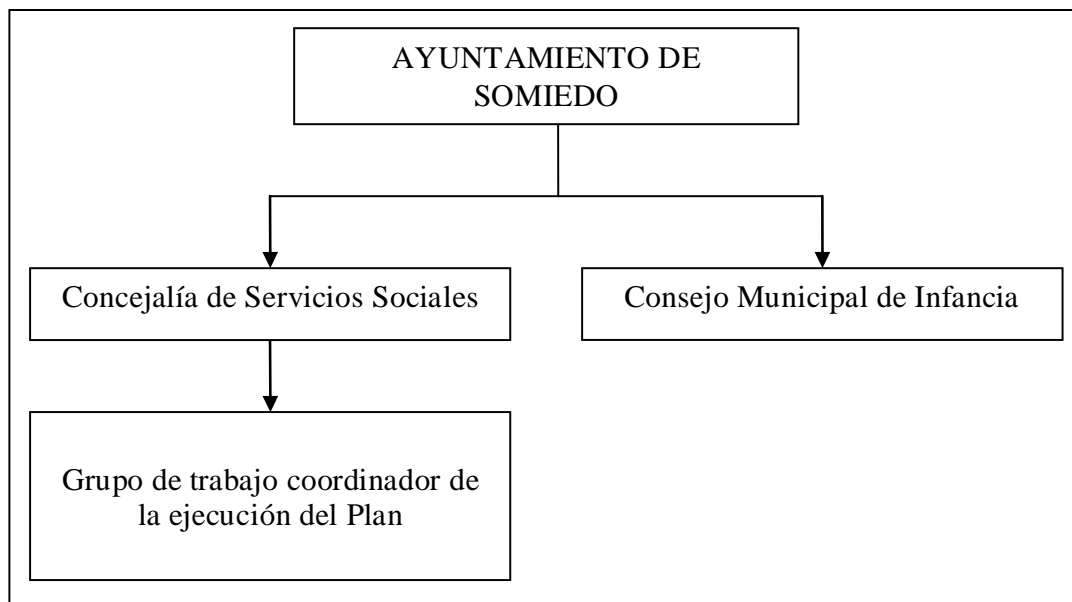 AYUNTAMIENTO DE
SOMIEDO
Concejalía de Servicios Sociales
Consejo Municipal de Infancia
Grupo de trabajo coordinador de
la ejecución del Plan